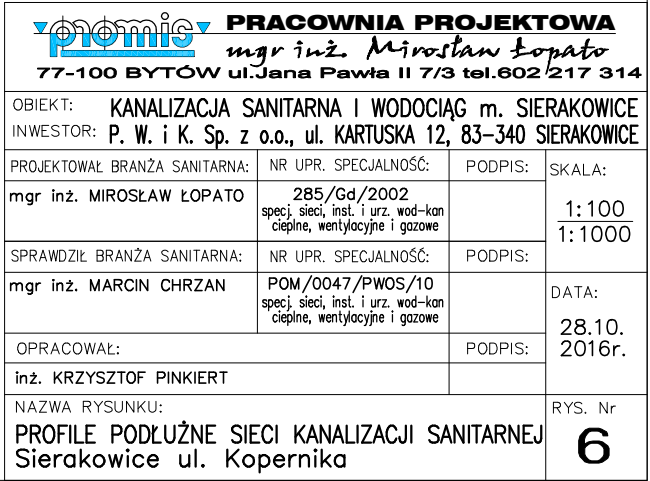 promis PRACOWNIA PROJEKTOWA
mgr inż. Mirosław Łopato
77-100 BYTÓW ul.Jana Pawła II 7/3 tel.602 217 314
OBIEKT: KANALIZACJA SANITARNA I WODOCIĄG m. SIERAKOWICE
INWESTOR: P. W. i K. Sp. z o.o., ul. KARTUSKA 12, 83-340 SIERAKOWICE
PROJEKTOWAŁ BRANŻA SANITARNA: NR UPR. SPECJALNOŚĆ: PODPIS: SKALA:
mgr inż. MIROSŁAW ŁOPATO 285/Gd/2002
specj. sieci, inst. i urz. wod-kan
cieplne, wentylacyjne i gazowe
1:100
1:1000
SPRAWDZIŁ BRANŻA SANITARNA: NR UPR. SPECJALNOŚĆ: PODPIS:
mgr inż. MARCIN CHRZAN POM/0047/PWOS/10
specj. sieci, inst. i urz. wod-kan
cieplne, wentylacyjne i gazowe
DATA:
28.10.
2016r.
OPRACOWAŁ: PODPIS:
inż. KRZYSZTOF PINKIERT
NAZWA RYSUNKU: RYS. Nr
PROFILE PODŁUŻNE SIECI KANALIZACJI SANITARNEJ
Sierakowice ul. Kopernika
6